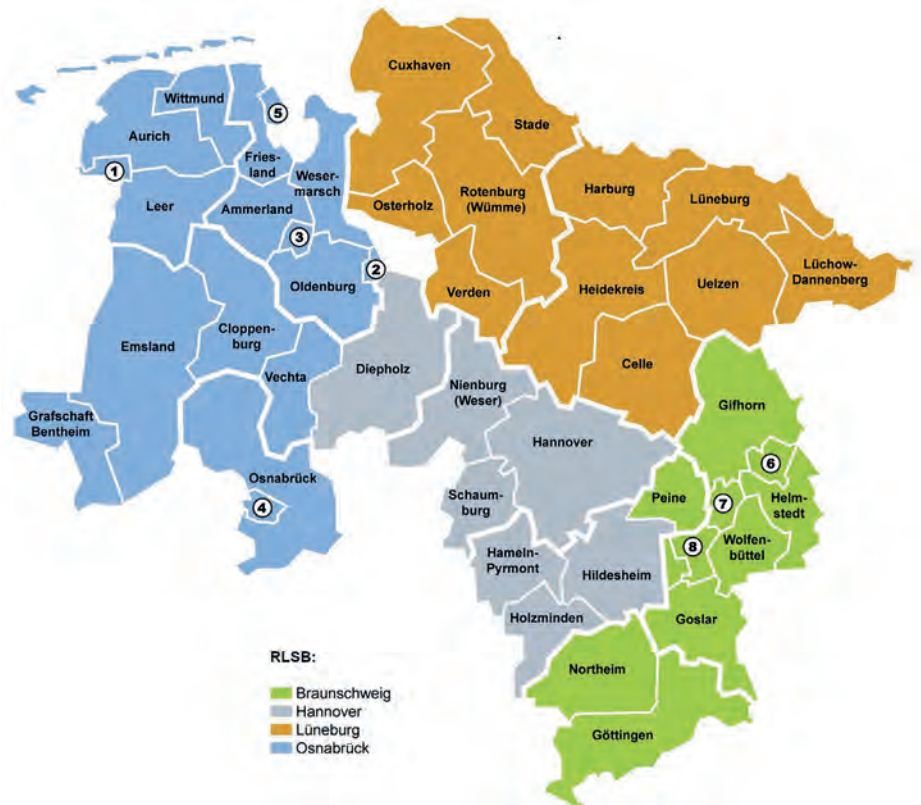 Cuxhaven
Wittmund
5
Stade
Aurich
Fries-
land
1
Weser-
marsch
Harburg
Rotenburg
(Wümme)
Lüneburg
Leer
Ammerland
Osterholz
3
2
Lüchow-
Dannenberg
Oldenburg
Uelzen
Heidekreis
Verden
Cloppen-
burg
Emsland
Celle
Diepholz
Vechta
Nienburg
(Weser)
Gifhorn
Grafschaft
Bentheim
Hannover
6
Osnabrück
Peine
Helm-
stedt
Schaum-
burg
7
4
Wolfen-
büttel
8
Hameln-
Pyrmont
Hildesheim
Holzminden
Goslar
RLSB:
Northeim
Braunschweig
Hannover
Lüneburg
Osnabrück
Göttingen